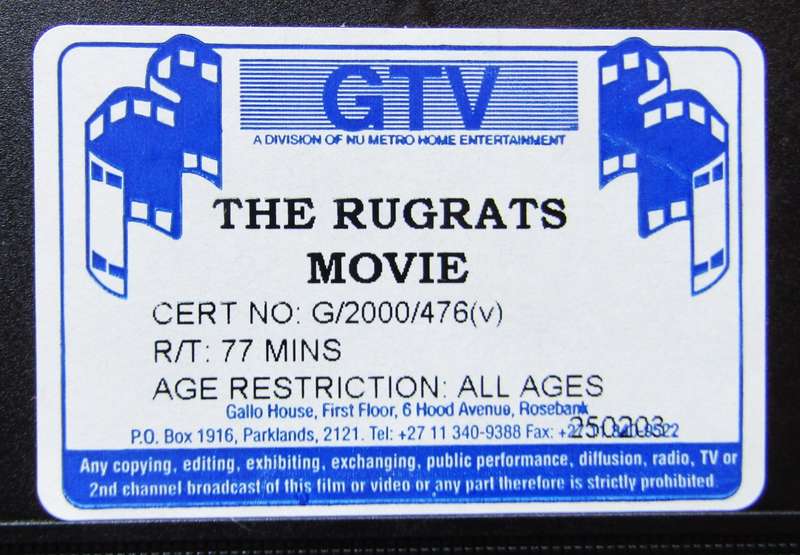 GTV
A DIVISION OF NU METRO HOME ENTERTAINMENT
THE RUGRATS
MOVIE
CERT NO: G/2000/476(v)
R/T: 77 MINS
AGE RESTRICTION: ALL AGES
Gallo House, First Floor, 6 Hood Avenue, Rosebank
250203
P.O. Box 1916, Parklands, 2121. Tel: +27 11 340-9388 Fax:
Any copying, editing, exhibiting, exchanging, public performance, diffusion, radio, TV or
2nd channel broadcast of this film or video or any part therefore is strictly prohibited